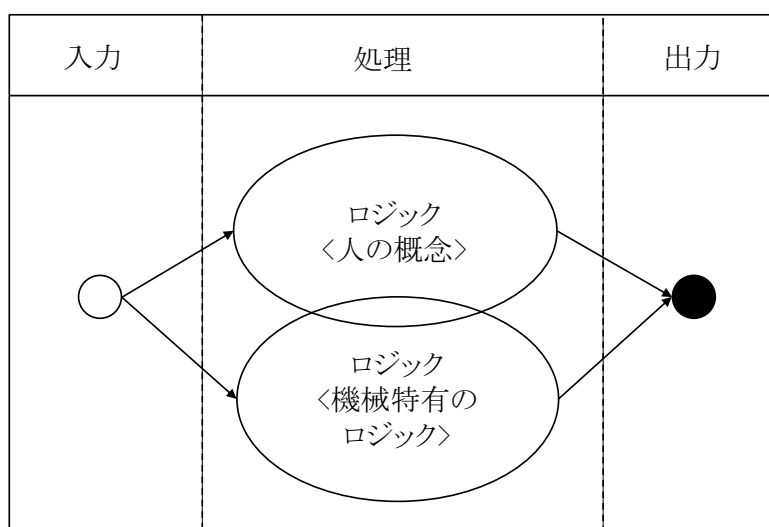 入力
処理
出力
ロジック
<人の概念>
ロジック
<機械特有の
ロジック>